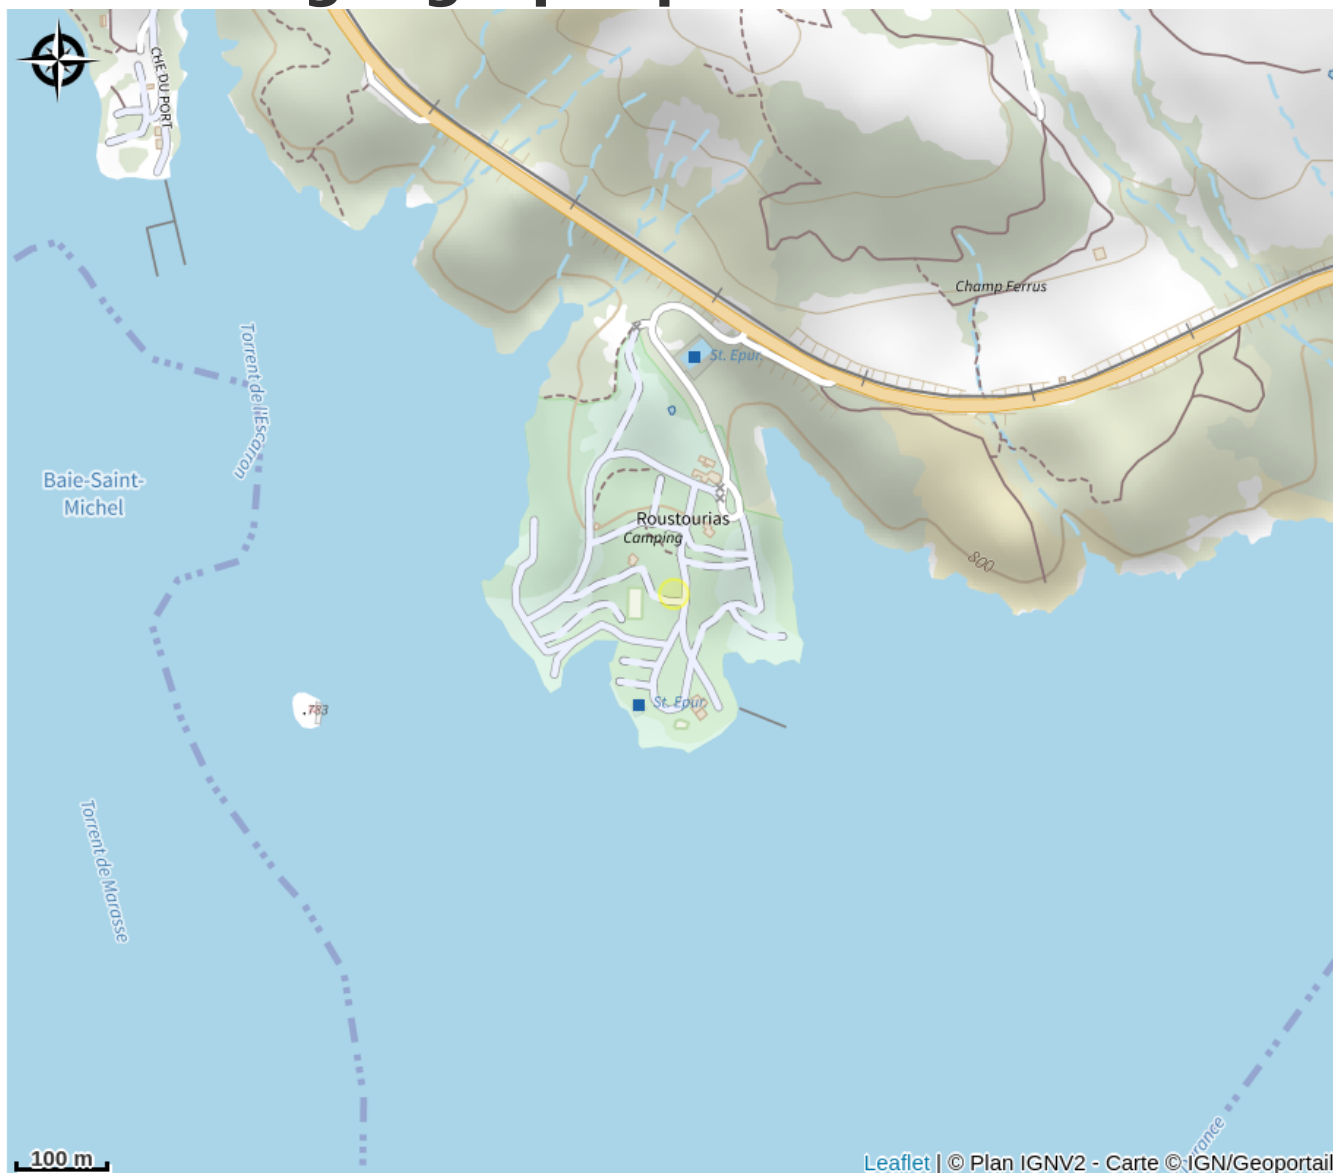 CHE DU PORT
Champ Ferrus
St. Epur.
Torrent de l'Escarron
Baie-Saint-
Michel
Roustourias
Camping
800
.783
St. Epur.
Torrent de Marasse
100 m
Leaflet | © Plan IGNV2 - Carte © IGN/Geoportail